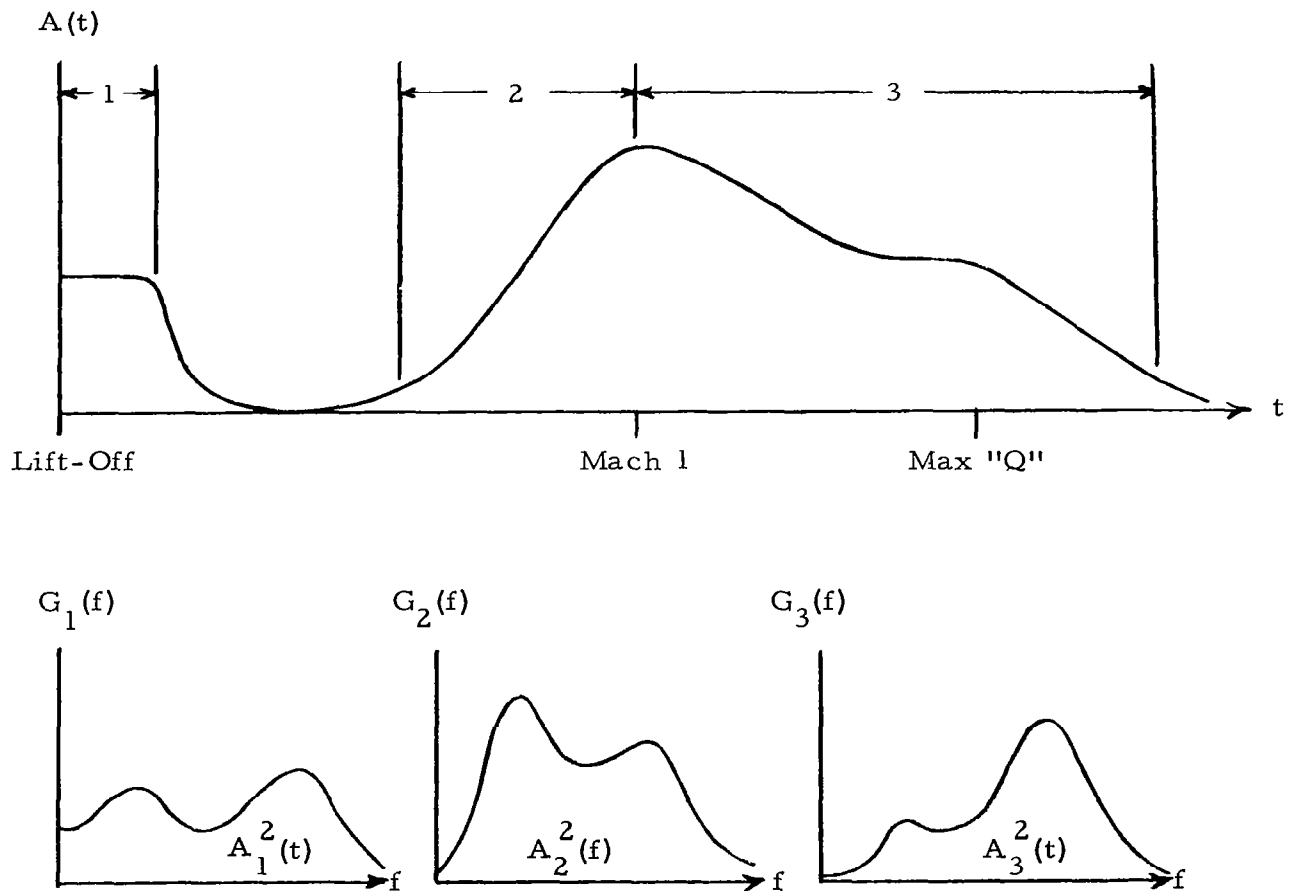 A(t)
1
2
3
t
Lift-Off
Mach 1
Max "Q"
G₁(f)
G₂(f)
G₃(f)
A₁²(t)
A₂²(f)
A₃²(t)
f
f
f